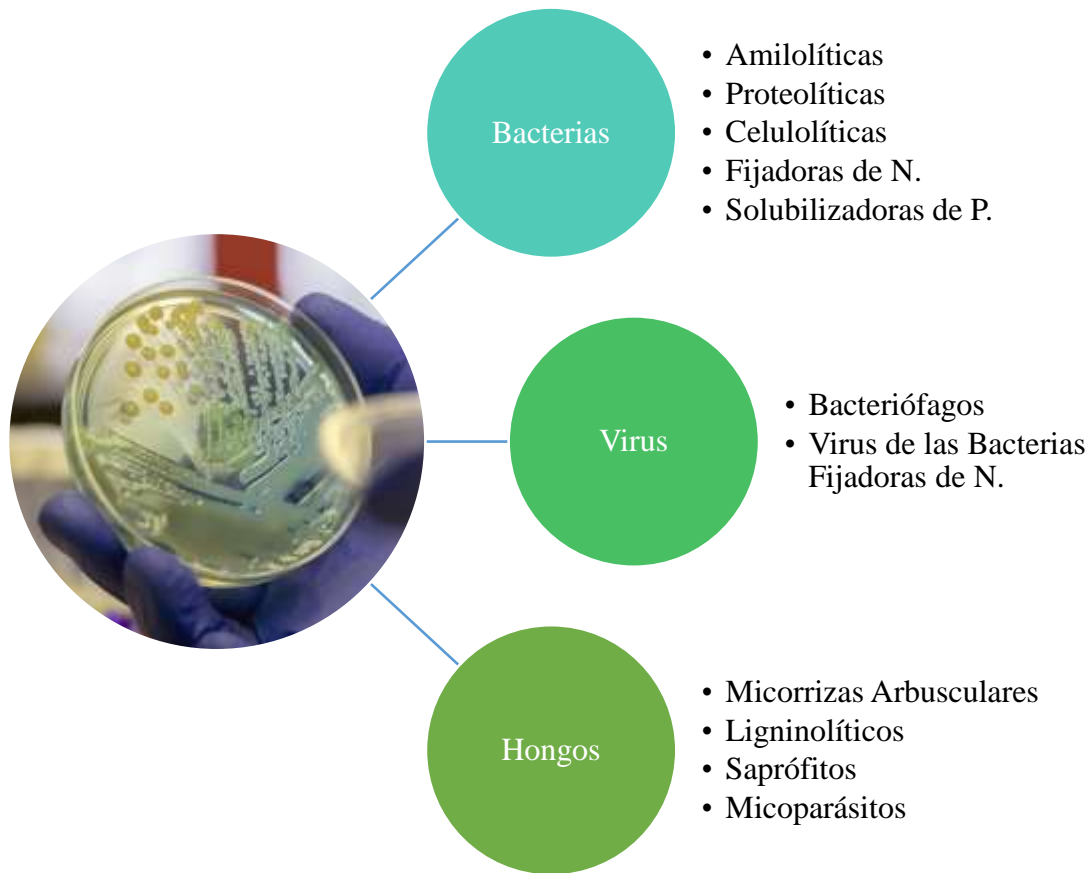 Bacterias
• Amilolíticas
• Proteolíticas
• Celulolíticas
• Fijadoras de N.
• Solubilizadoras de P.
Virus
• Bacteriófagos
• Virus de las Bacterias
Fijadoras de N.
Hongos
• Micorrizas Arbusculares
• Ligninolíticos
• Saprófitos
• Micoparásitos